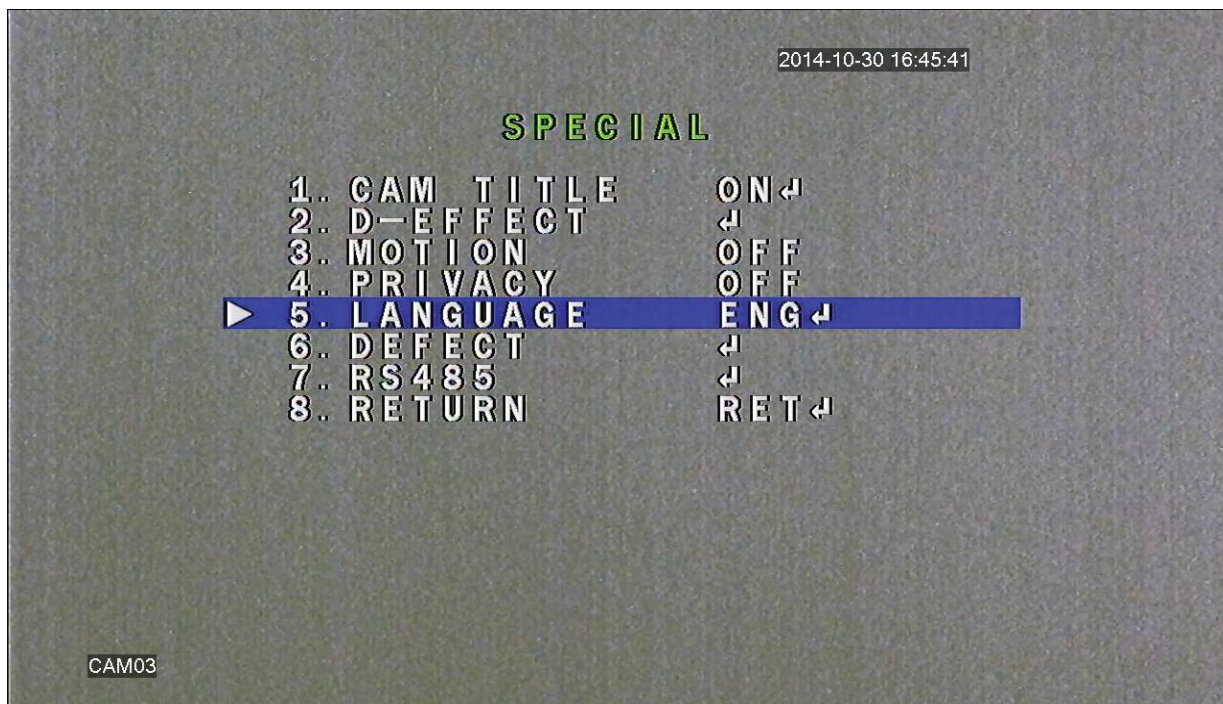 2014-10-30 16:45:41
SPECIAL
1. CAM TITLE ON↲
2. D-EFFECT ↲
3. MOTION OFF
4. PRIVACY OFF
5. LANGUAGE ENG↲
6. DEFECT ↲
7. RS485 ↲
8. RETURN RET↲
CAM03